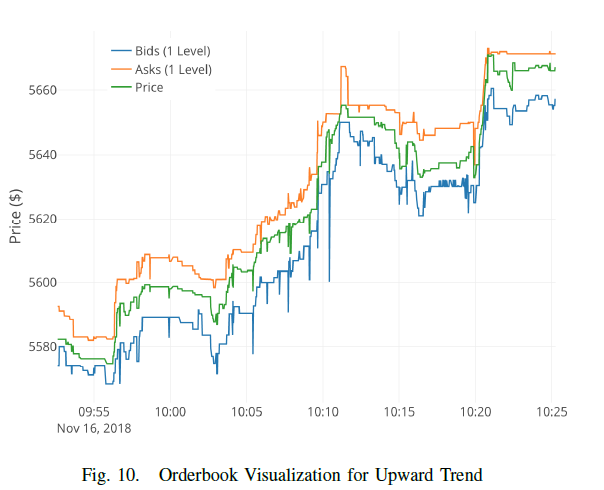 Bids (1 Level)
Asks (1 Level)
Price
Price ($)
5660
5640
5620
5600
5580
09:55
10:00
10:05
10:10
10:15
10:20
10:25
Nov 16, 2018
Fig. 10. Orderbook Visualization for Upward Trend